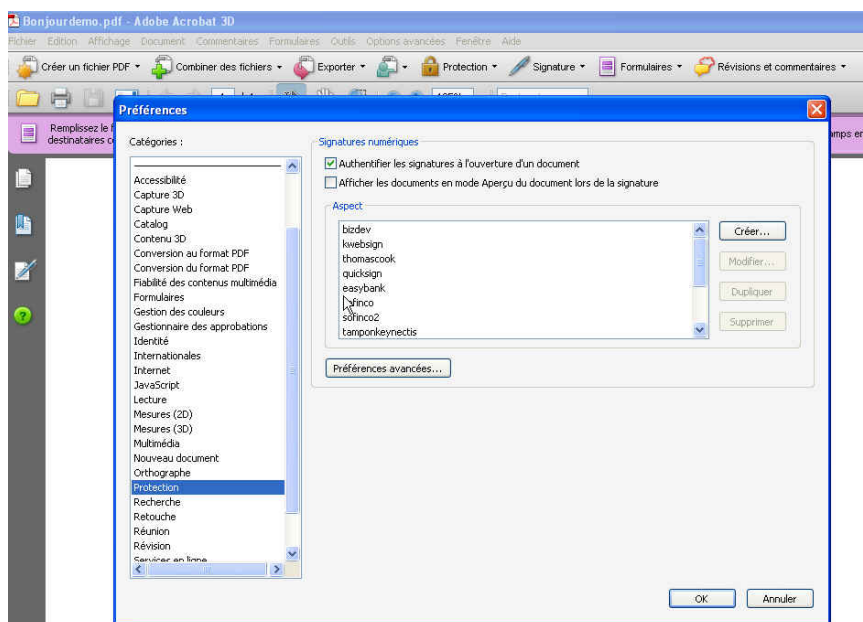 Bonjourdemo.pdf - Adobe Acrobat 3D
Fichier Edition Affichage Document Commentaires Formulaires Outils Options avancées Fenêtre Aide
Créer un fichier PDF Combiner des fichiers Exporter Protection Signature Formulaires Révisions et commentaires
Préférences
Remplissez le
destinataires
Catégories :
Accessibilité
Capture 3D
Capture Web
Catalog
Contenu 3D
Conversion au format PDF
Conversion du format PDF
Fiabilité des contenus multimédia
Formulaires
Gestion des couleurs
Gestionnaire des approbations
Identité
Internationales
Internet
JavaScript
Lecture
Mesures (2D)
Mesures (3D)
Multimédia
Nouveau document
Orthographe
Protection
Recherche
Retouche
Réunion
Révision
Services en ligne
Signatures numériques
Authentifier les signatures à l'ouverture d'un document
Afficher les documents en mode Aperçu du document lors de la signature
Aspect
bizdev
kwebsign
thomascook
quicksign
easybank
sofinco2
tamponkeynectis
Créer...
Modifier...
Dupliquer
Supprimer
Préférences avancées...
OK Annuler